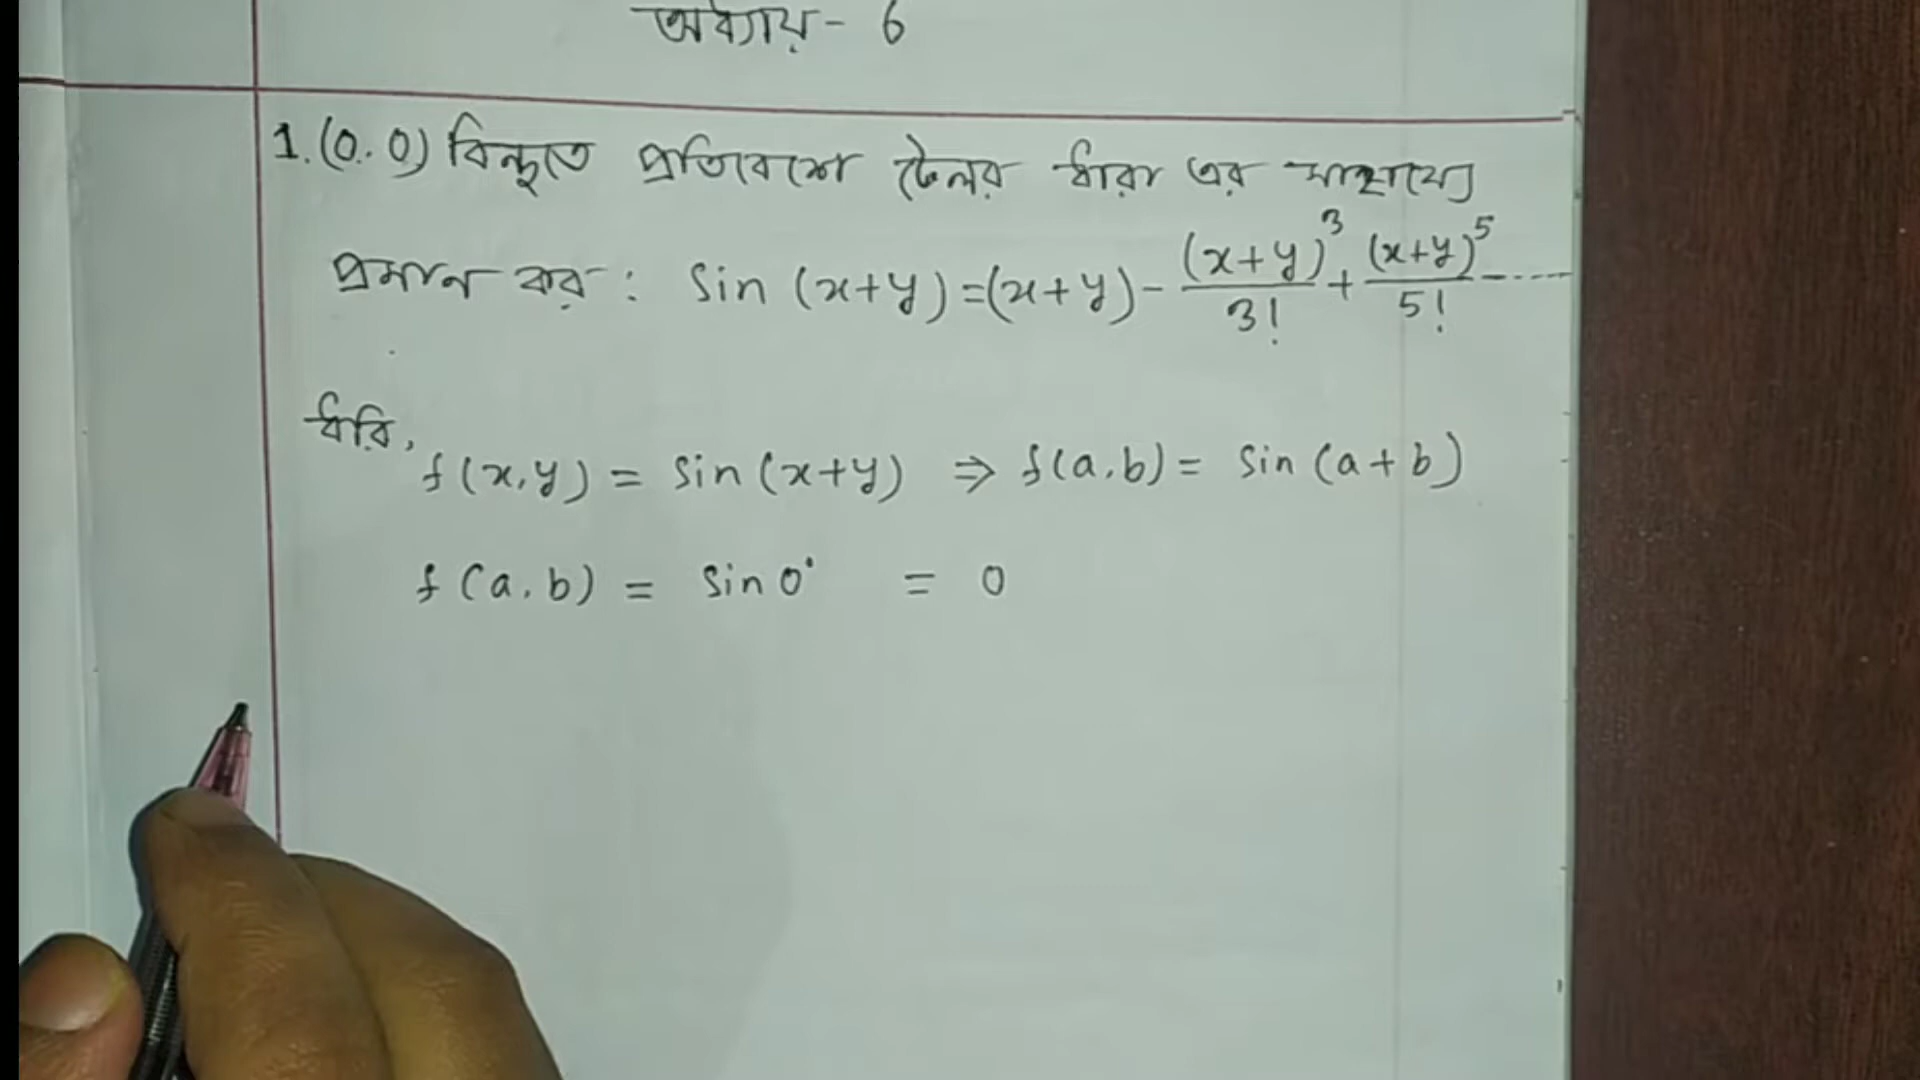 অধ্যায় - 6
1. (0.0) বিন্দুতে প্রতিবেশে টেলর ধারা এর সাহায্যে
প্রমান কর : Sin (x+y) = (x+y) - (x+y)³/3! + (x+y)⁵/5! - ......
ধরি,
f(x,y) = Sin(x+y) ⇒ f(a.b) = Sin (a+b)
f(a.b) = Sin 0° = 0